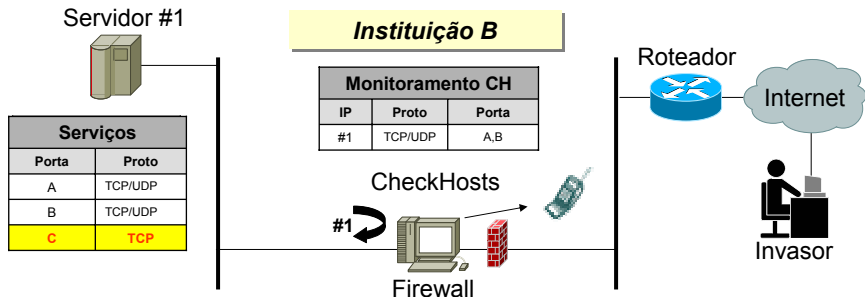 Servidor #1
Instituição B
Roteador
Internet
Monitoramento CH
IP Proto Porta
#1 TCP/UDP A,B
Serviços
Porta Proto
A TCP/UDP
B TCP/UDP
C TCP
CheckHosts
#1
Firewall
Invasor